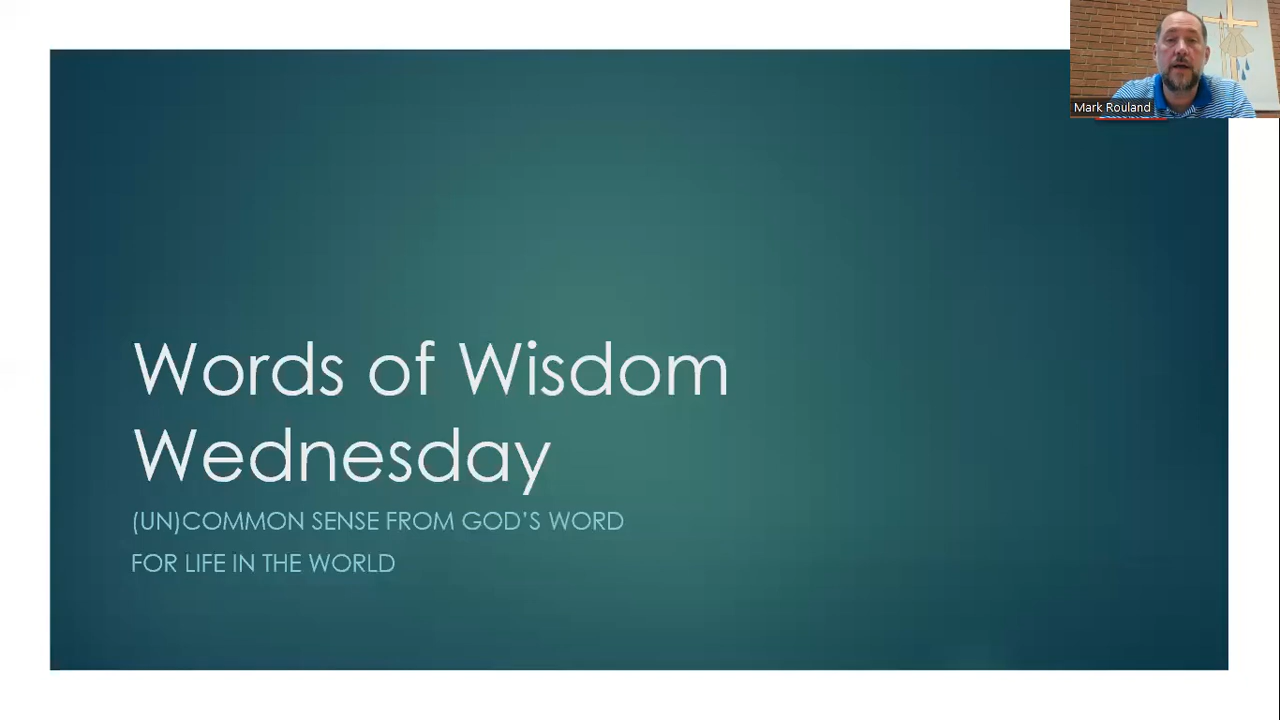 Mark Rouland
Words of Wisdom
Wednesday
(UN)COMMON SENSE FROM GOD'S WORD
FOR LIFE IN THE WORLD